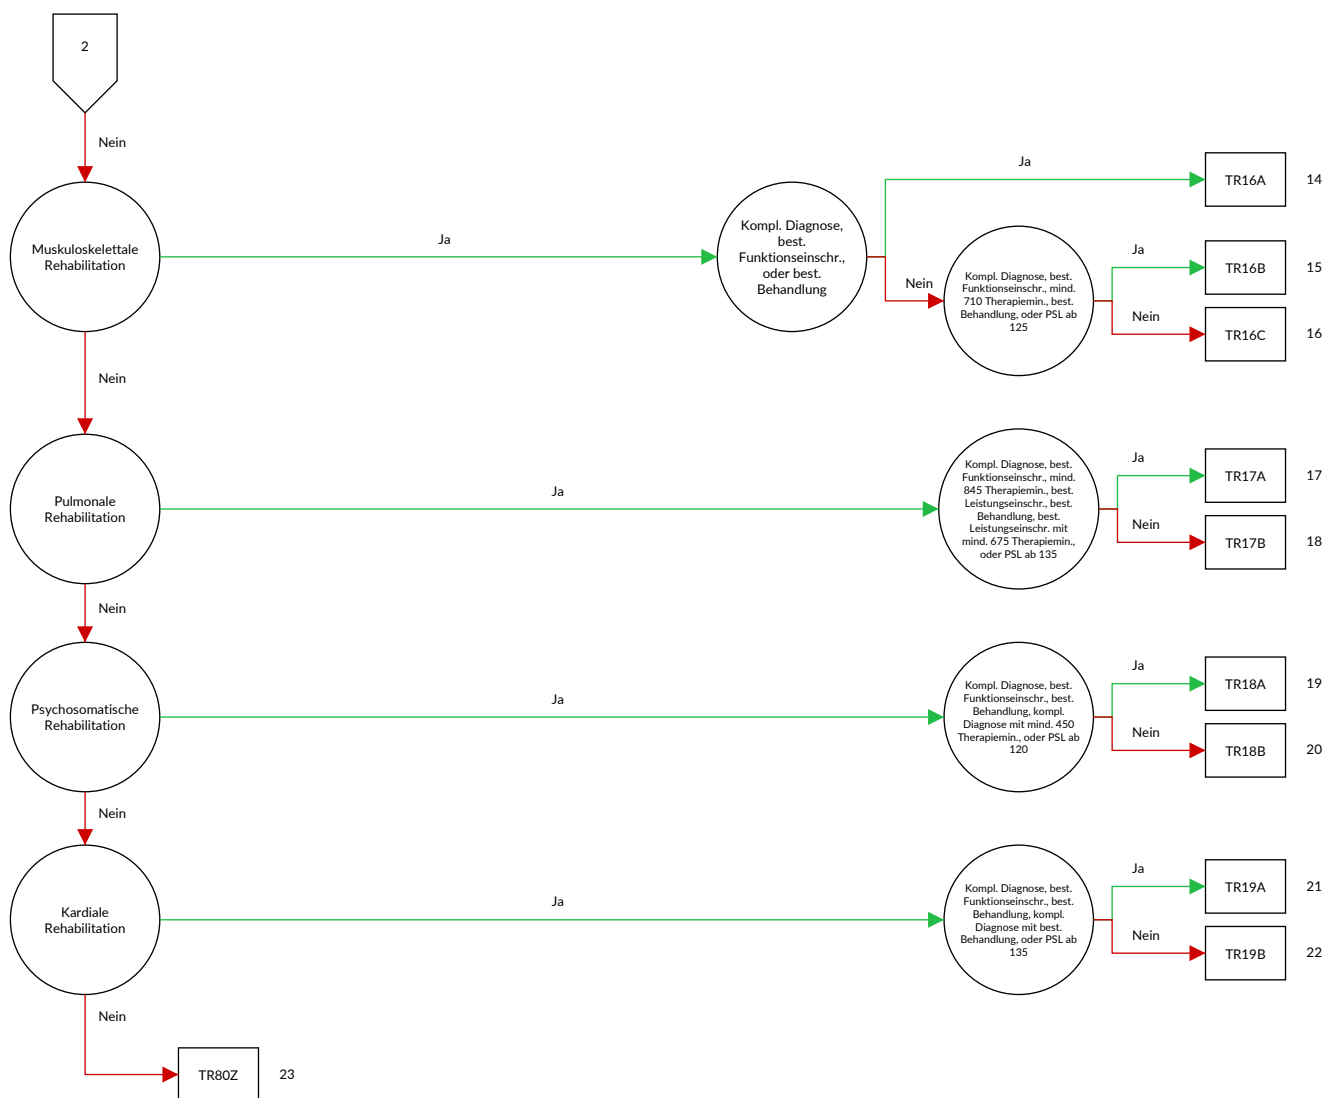 2
Nein
Muskuloskelettale
Rehabilitation
Ja
Kompl. Diagnose,
best.
Funktionseinschr.,
oder best.
Behandlung
Ja
TR16A
14
Nein
Kompl. Diagnose, best.
Funktionseinschr., mind.
710 Therapiemin., best.
Behandlung, oder PSL ab
125
Ja
TR16B
15
Nein
TR16C
16
Nein
Pulmonale
Rehabilitation
Ja
Kompl. Diagnose, best.
Funktionseinschr., mind.
845 Therapiemin., best.
Leistungseinschr., best.
Behandlung, best.
Leistungseinschr. mit
mind. 675 Therapiemin.,
oder PSL ab 135
Ja
TR17A
17
Nein
TR17B
18
Nein
Psychosomatische
Rehabilitation
Ja
Kompl. Diagnose, best.
Funktionseinschr., best.
Behandlung, kompl.
Diagnose mit mind. 450
Therapiemin., oder PSL ab
120
Ja
TR18A
19
Nein
TR18B
20
Nein
Kardiale
Rehabilitation
Ja
Kompl. Diagnose, best.
Funktionseinschr., best.
Behandlung, kompl.
Diagnose mit best.
Behandlung, oder PSL ab
135
Ja
TR19A
21
Nein
TR19B
22
Nein
TR80Z
23